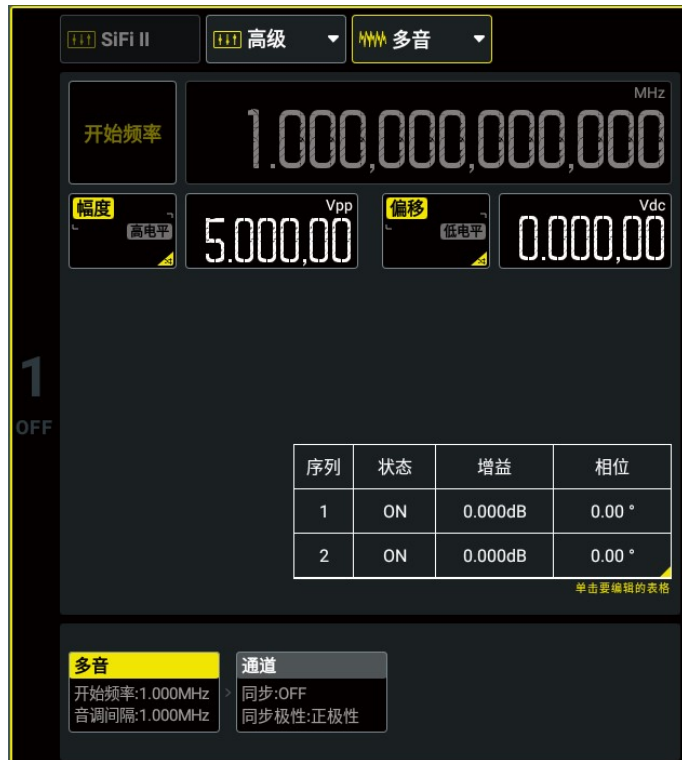 SiFi II
高级
多音
开始频率
MHz
1.000,000,000,000
幅度
高电平
Vpp
5.000,00
偏移
低电平
Vdc
0.000,00
1
OFF
序列 状态 增益 相位
1 ON 0.000dB 0.00 °
2 ON 0.000dB 0.00 °
单击要编辑的表格
多音
开始频率:1.000MHz
音调间隔:1.000MHz
>
通道
同步:OFF
同步极性:正极性